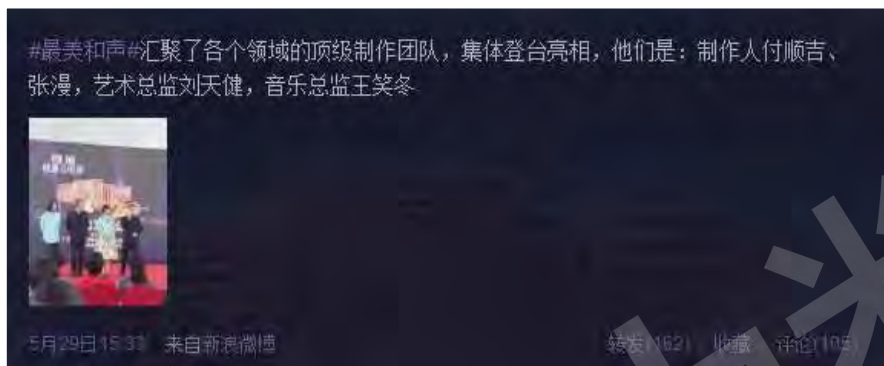 #最美和声#汇聚了各个领域的顶级制作团队，集体登台亮相，他们是：制作人付顺吉、
张漫，艺术总监刘天健，音乐总监王笑冬
5月29日15:33 来自新浪微博
转发(162) 收藏 评论(105)